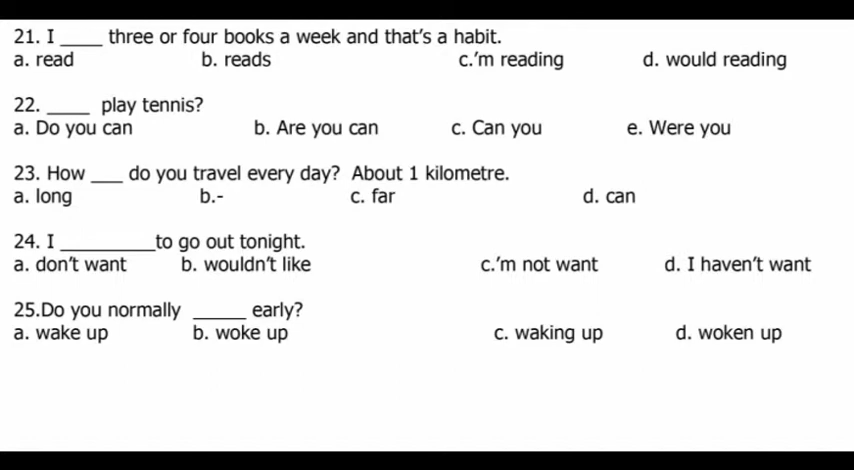 21. I _____ three or four books a week and that's a habit.
a. read b. reads c.'m reading d. would reading
22. _____ play tennis?
a. Do you can b. Are you can c. Can you e. Were you
23. How ____ do you travel every day? About 1 kilometre.
a. long b.- c. far d. can
24. I ___________to go out tonight.
a. don't want b. wouldn't like c.'m not want d. I haven't want
25.Do you normally ______ early?
a. wake up b. woke up c. waking up d. woken up